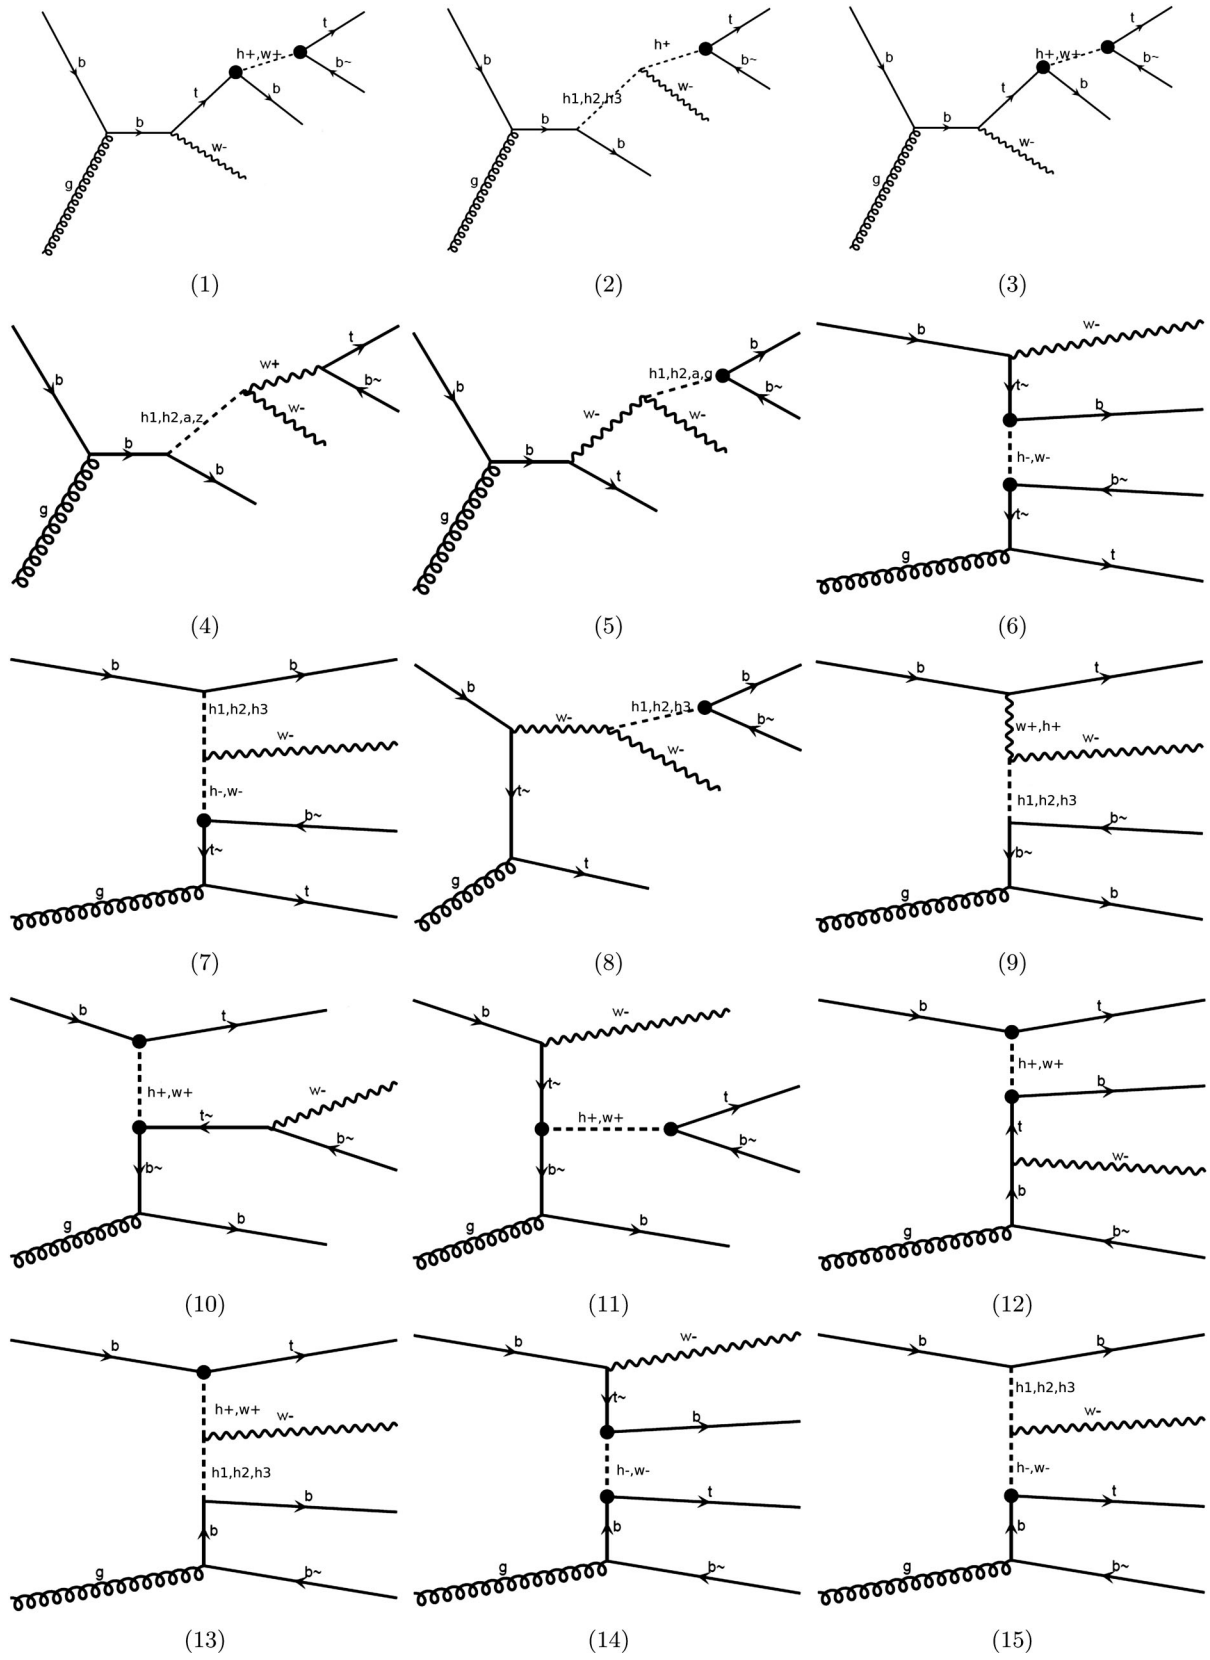 t
h+,w+
b~
b
t
b
b
w-
g
(1)
t
h+
b~
b
w-
h1,h2,h3
b
b
g
(2)
t
h+,w+
b~
b
t
b
b
w-
g
(3)
t
w+
b~
b
w-
h1,h2,a,z
b
b
g
(4)
b
h1,h2,a,g
b~
b
w-
w-
b
t
g
(5)
w-
b
t~
b
h-,w-
b~
t~
g
t
(6)
b
b
h1,h2,h3
w-
h-,w-
b~
t~
g
t
(7)
b
b
h1,h2,h3
w-
b~
w-
t~
g
t
(8)
b
t
w+,h+
w-
h1,h2,h3
b~
b~
g
b
(9)
b
t
h+,w+
w-
t~
b~
b~
g
b
(10)
w-
b
t~
t
h+,w+
b~
b~
g
b
(11)
b
t
h+,w+
b
t
w-
b
g
b~
(12)
b
t
h+,w+
w-
h1,h2,h3
b
b
g
b~
(13)
w-
b
t~
b
h-,w-
t
b
g
b~
(14)
b
b
h1,h2,h3
w-
h-,w-
t
b
g
b~
(15)